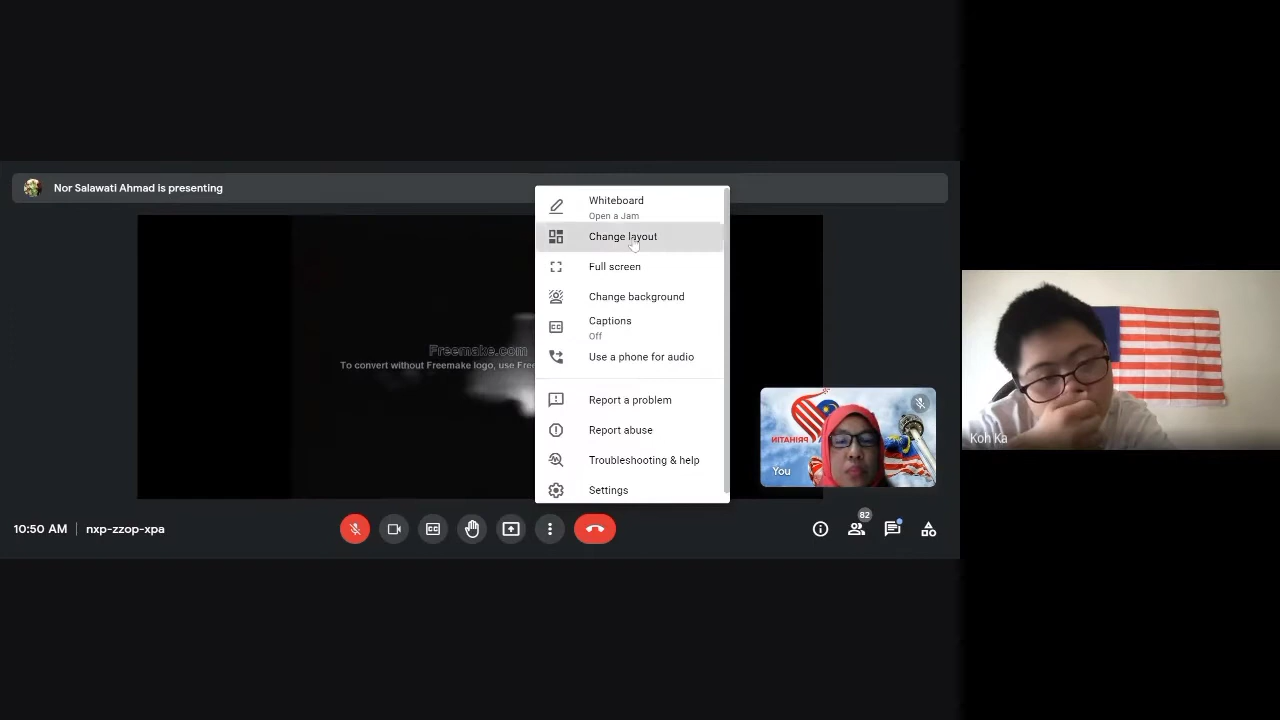 Nor Salawati Ahmad is presenting
Whiteboard
Open a Jam
Change layout
Full screen
Change background
Captions
Off
Use a phone for audio
Report a problem
Report abuse
Troubleshooting & help
Settings
Freemake.com
To convert without Freemake logo, use Free
PRIHATIN
You
Koh Ka
10:50 AM | nxp-zzop-xpa
82